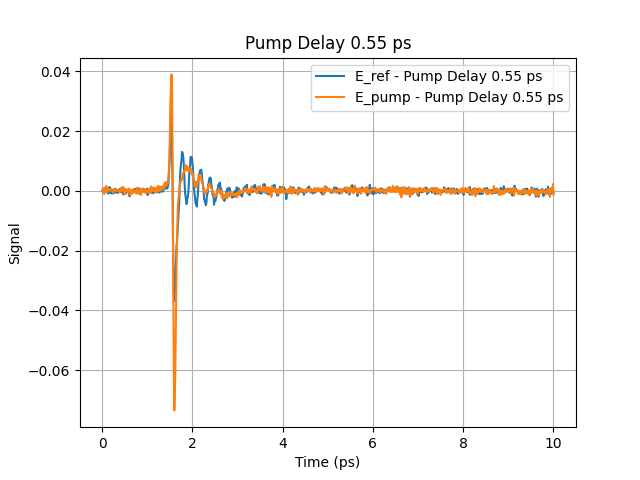 Pump Delay 0.55 ps
E_ref - Pump Delay 0.55 ps
E_pump - Pump Delay 0.55 ps
0.04
0.02
0.00
−0.02
−0.04
−0.06
Signal
0 2 4 6 8 10
Time (ps)